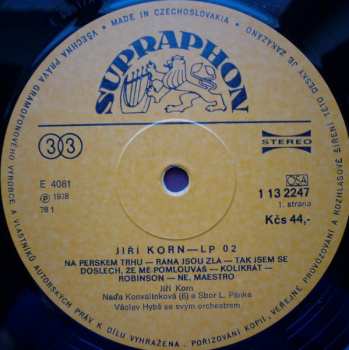 VŠECHNA PRÁVA GRAMOFONOVÉHO VÝROBCE A VLASTNÍKŮ AUTORSKÝCH PRÁV K DÍLU VYHRAŽENA. POŘIZOVÁNÍ KOPIÍ, VEŘEJNÉ PROVOZOVÁNÍ A ROZHLASOVÉ ŠÍŘENÍ TÉTO DESKY JE ZAKÁZÁNO
• MADE IN CZECHOSLOVAKIA •
SUPRAPHON
33
STEREO
E 4081
℗ 1978
78 1
OSA
1 13 2247
1. strana
Kčs 44,-
JIŘÍ KORN — LP 02
NA PERSKÉM TRHU — RÁNA JSOU ZLÁ — TAK JSEM SE
DOSLECH, ŽE MĚ POMLOUVÁŠ — KOLIKRÁT —
ROBINSON — NE, MAESTRO
Jiří Korn
Naďa Konvalinková (6) a Sbor L. Pánka
Václav Hybš se svým orchestrem